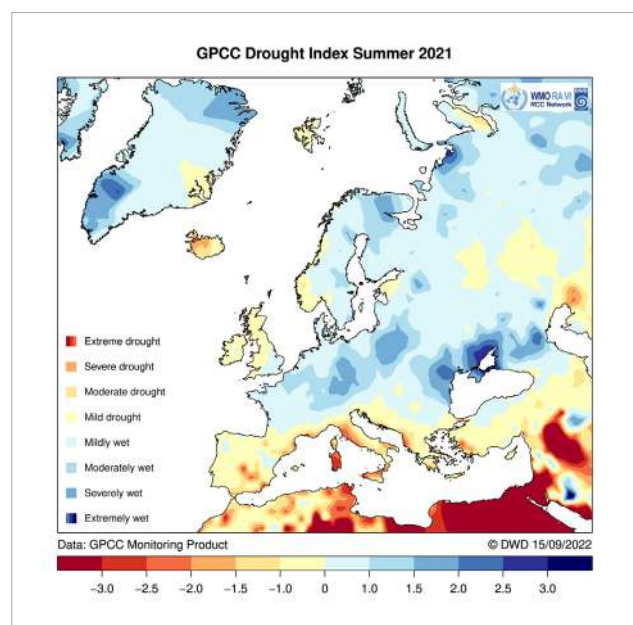 GPCC Drought Index Summer 2021
WMO RA VI
RCC Network
Extreme drought
Severe drought
Moderate drought
Mild drought
Mildly wet
Moderately wet
Severely wet
Extremely wet
Data: GPCC Monitoring Product © DWD 15/09/2022
−3.0 −2.5 −2.0 −1.5 −1.0 0 1.0 1.5 2.0 2.5 3.0